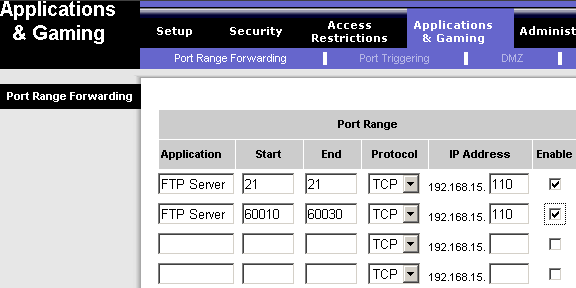 Applications
& Gaming
Setup
Security
Access
Restrictions
Applications
& Gaming
Administ
Port Range Forwarding
Port Triggering
DMZ
Port Range Forwarding
Port Range
Application Start End Protocol IP Address Enable
FTP Server 21 21 TCP 192.168.15. 110
FTP Server 60010 60030 TCP 192.168.15. 110
TCP 192.168.15.
TCP 192.168.15.